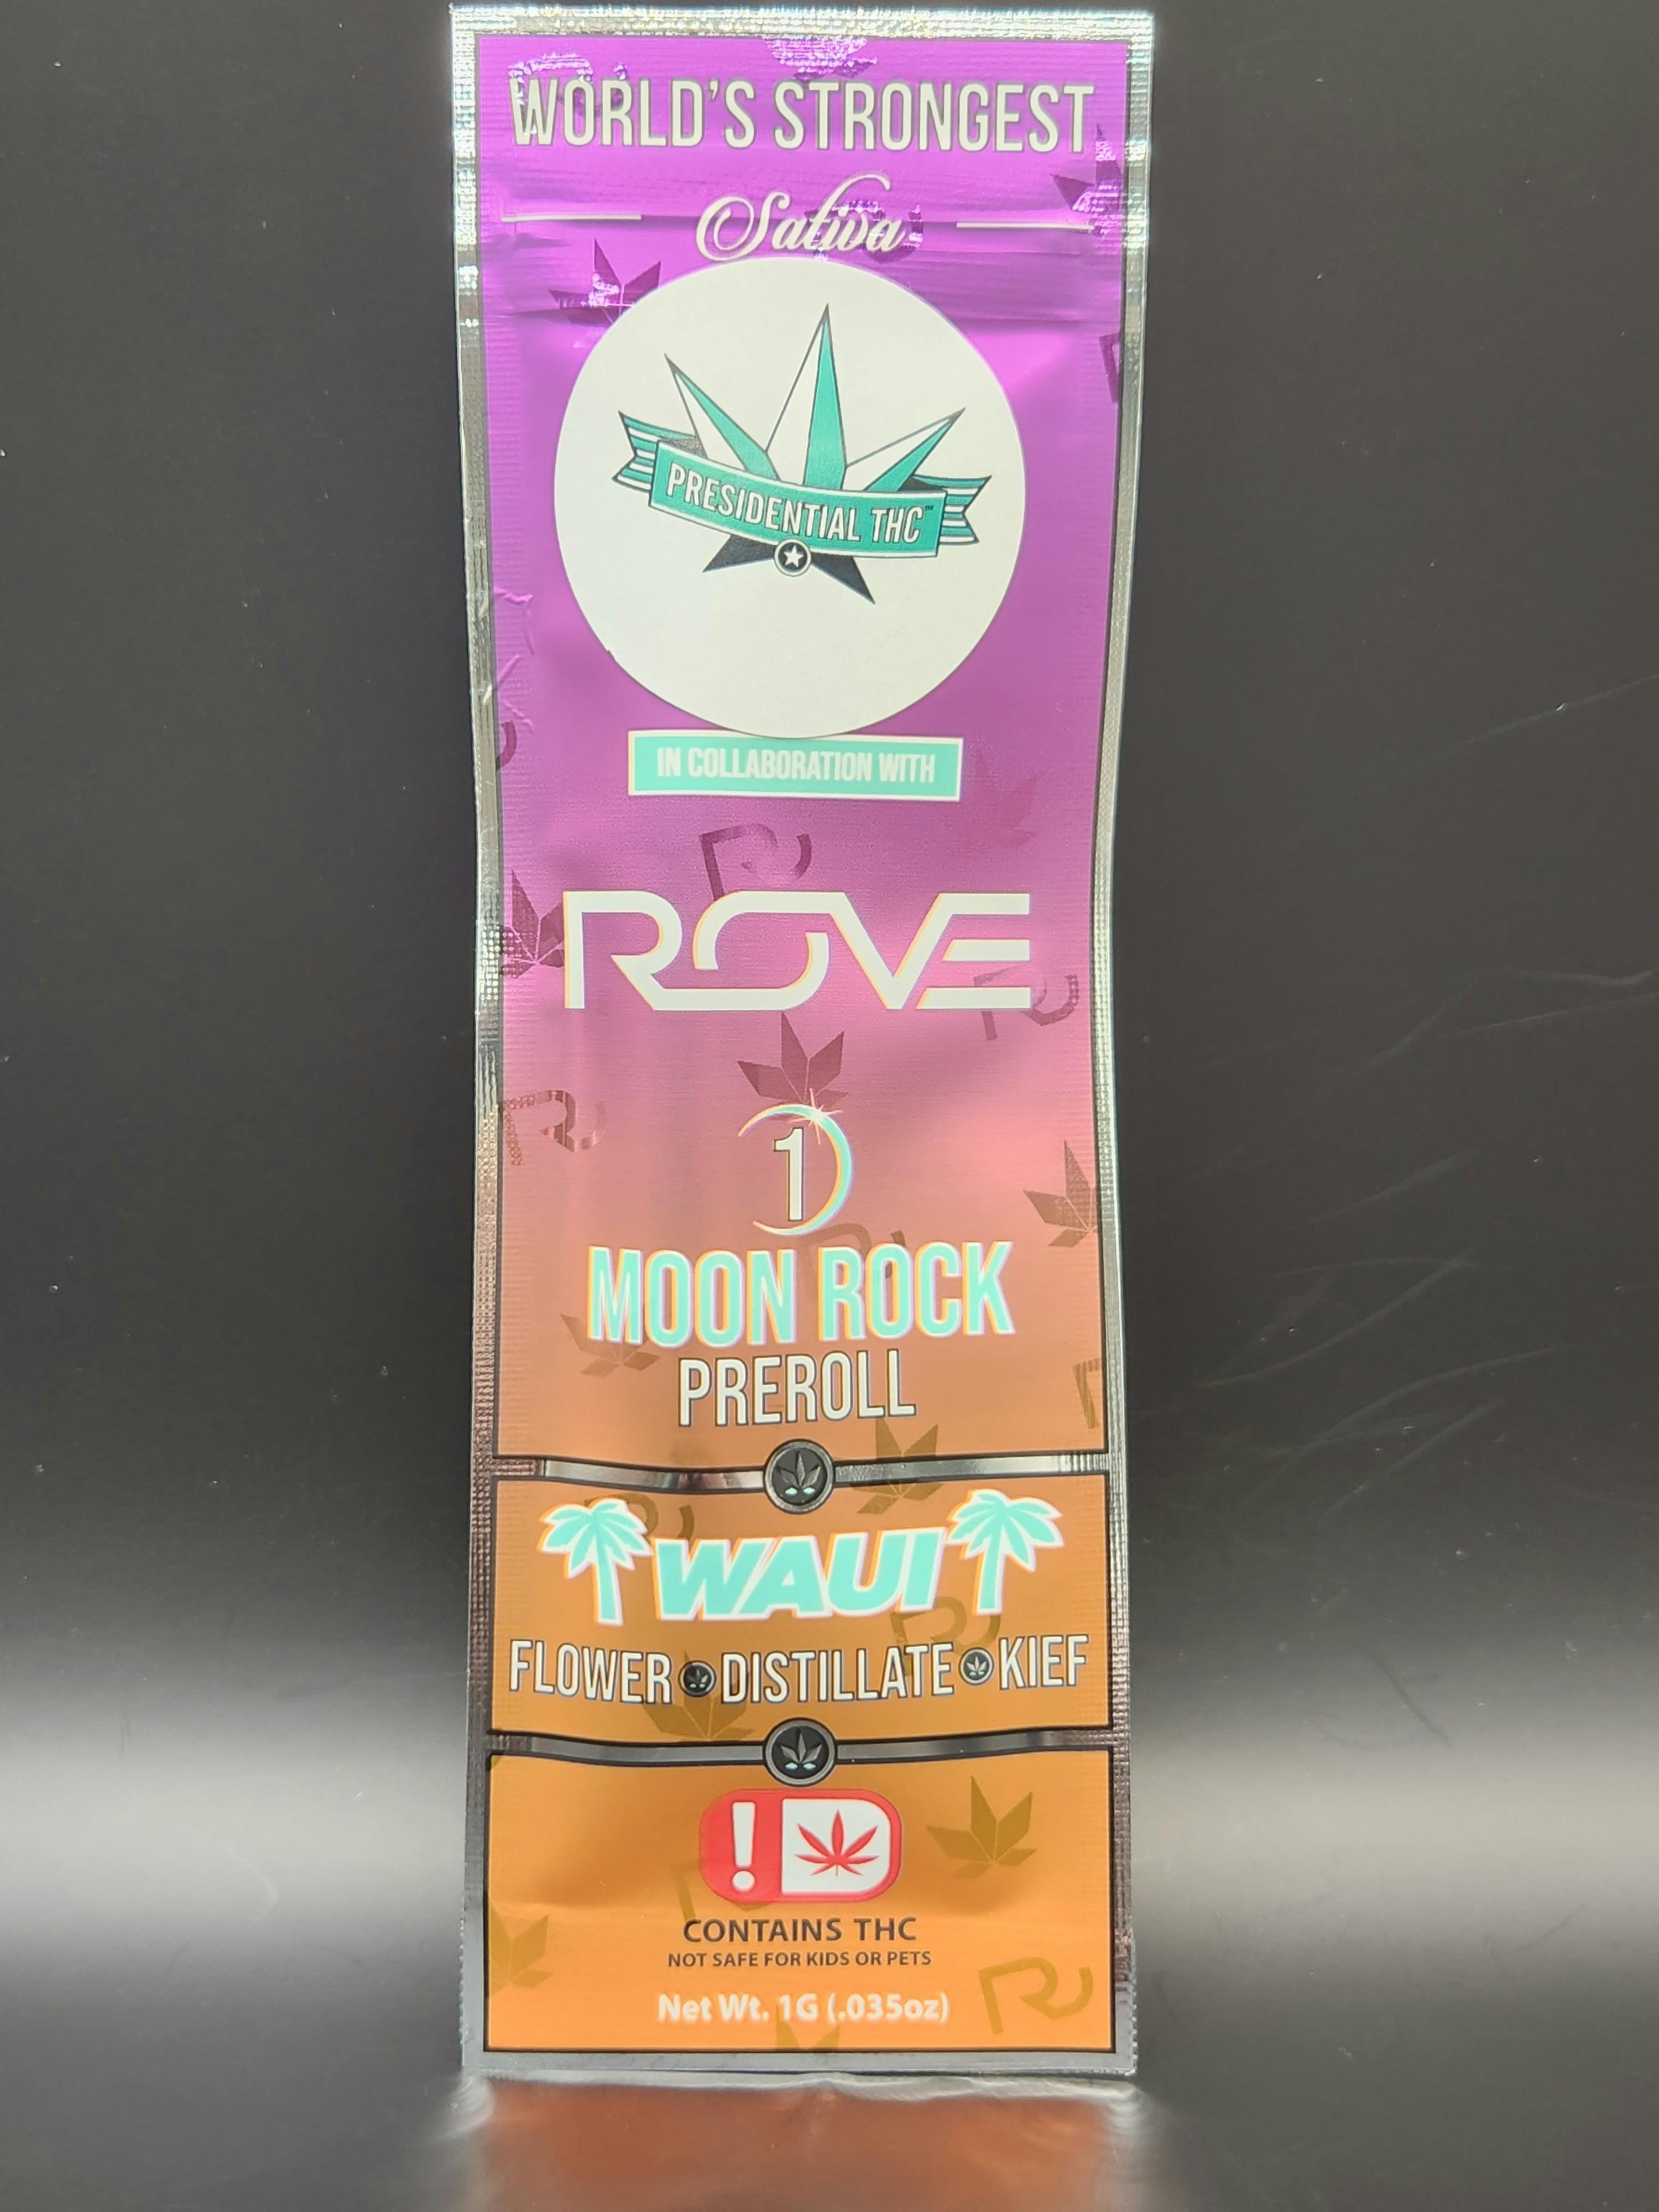 WORLD'S STRONGEST
Sativa
PRESIDENTIAL THC™
IN COLLABORATION WITH
ROVE
1
MOON ROCK
PREROLL
WAUI
FLOWER DISTILLATE KIEF
!
CONTAINS THC
NOT SAFE FOR KIDS OR PETS
Net Wt. 1G (.035oz)